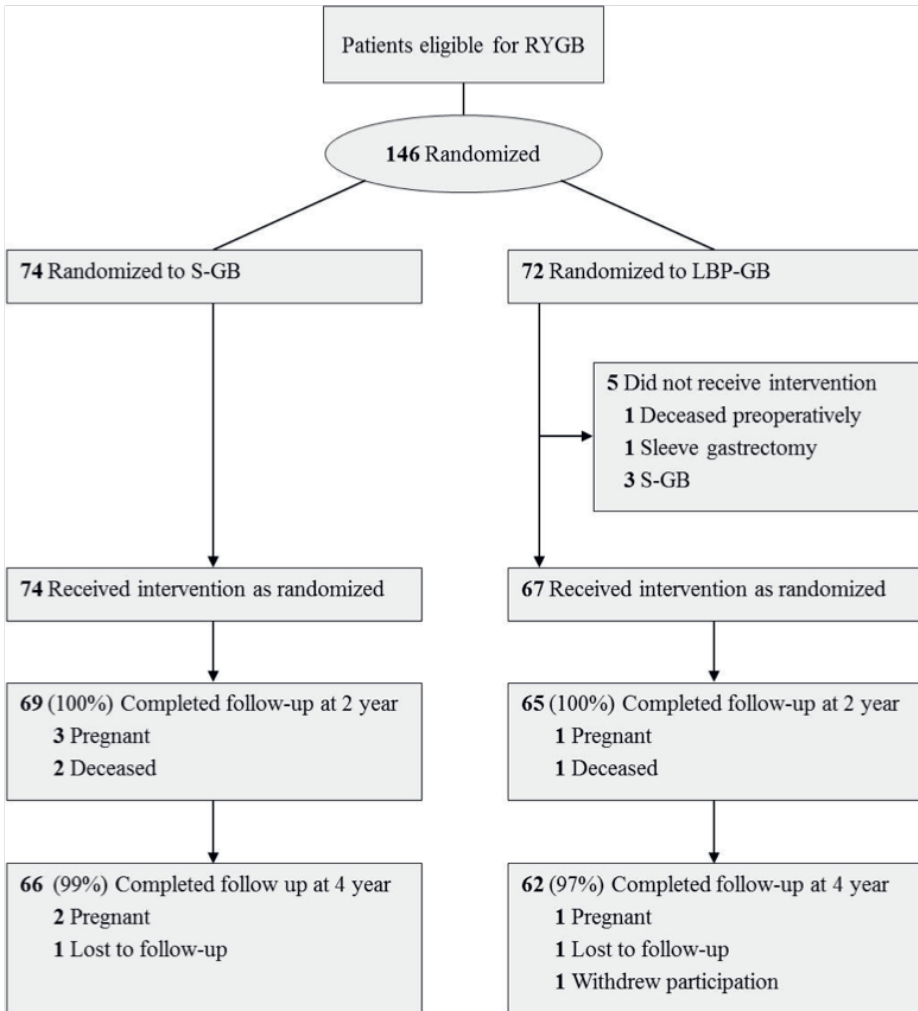 Patients eligible for RYGB
146 Randomized
74 Randomized to S-GB
72 Randomized to LBP-GB
5 Did not receive intervention
1 Deceased preoperatively
1 Sleeve gastrectomy
3 S-GB
74 Received intervention as randomized
67 Received intervention as randomized
69 (100%) Completed follow-up at 2 year
3 Pregnant
2 Deceased
65 (100%) Completed follow-up at 2 year
1 Pregnant
1 Deceased
66 (99%) Completed follow up at 4 year
2 Pregnant
1 Lost to follow-up
62 (97%) Completed follow-up at 4 year
1 Pregnant
1 Lost to follow-up
1 Withdrew participation